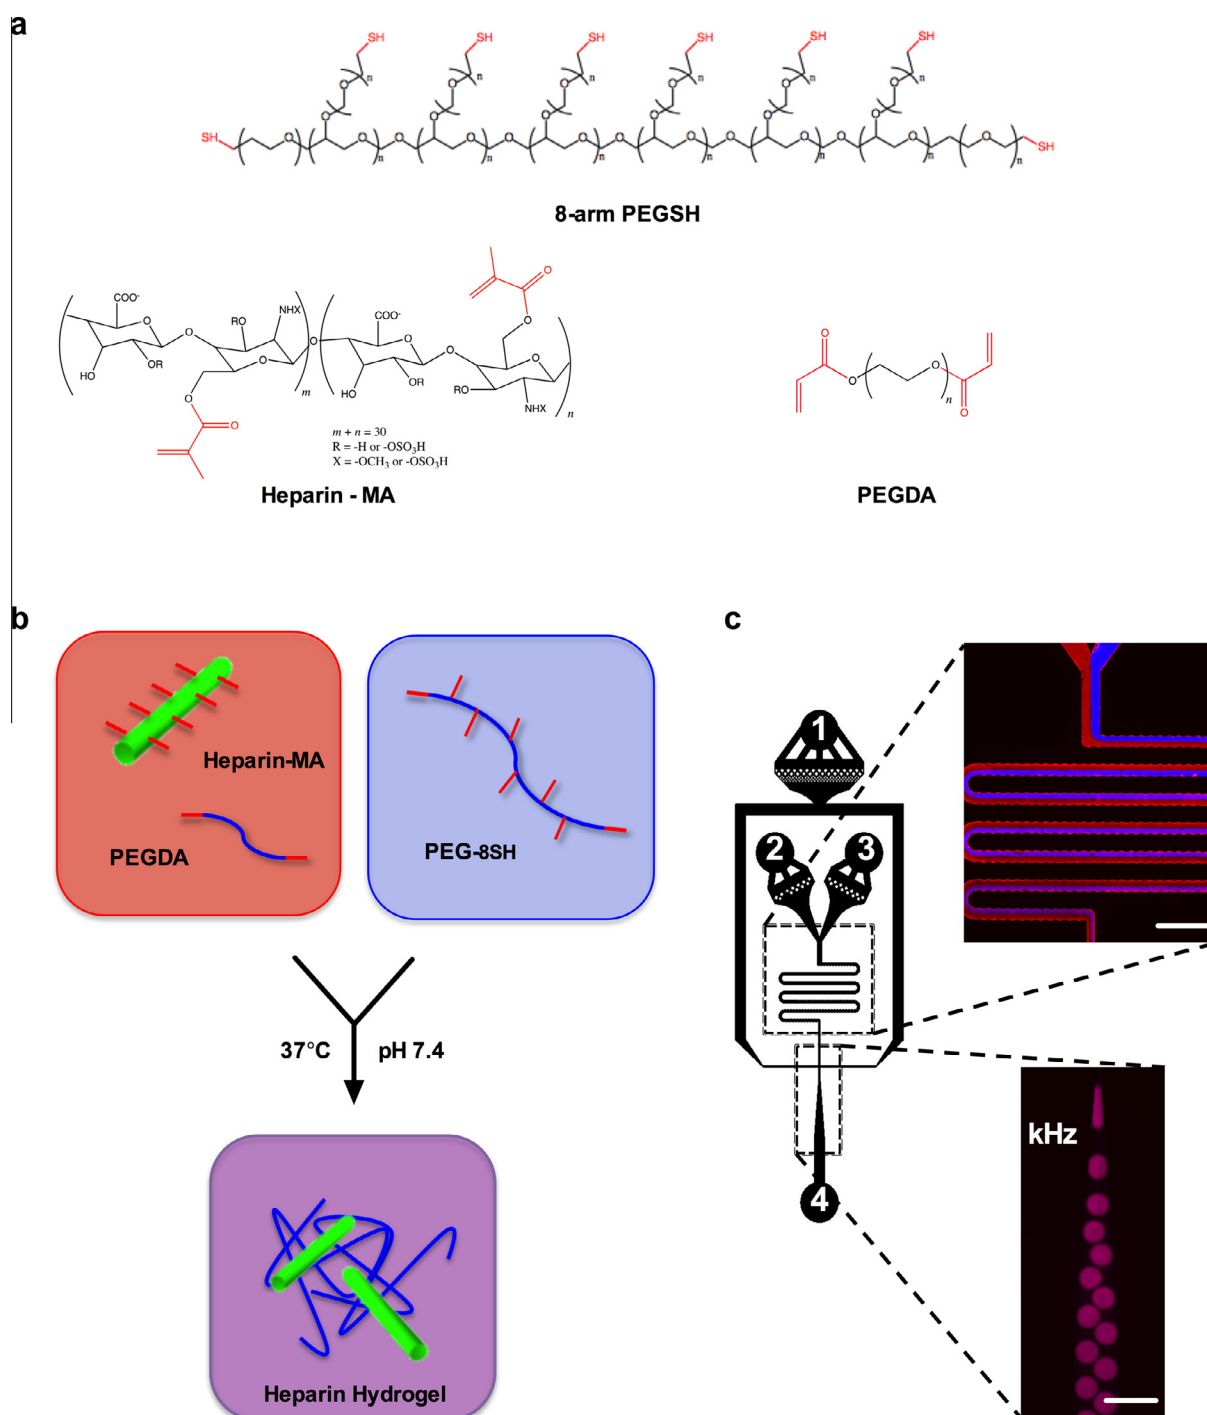 a
SH SH SH SH SH SH
n n n n n n
O O O O O O
O O O O O O
SH O O O O O O O O O O O O O O SH
n n n n n n n
8-arm PEGSH
COO⁻ O NHX RO O OR HO O O m
COO⁻ O O O OR HO RO O NHX n
O O
O O
m + n = 30
R = -H or -OSO₃H
X = -OCH₃ or -OSO₃H
Heparin - MA
O O O O n
PEGDA
b
Heparin-MA
PEGDA
PEG-8SH
37°C pH 7.4
Heparin Hydrogel
c
1
2 3
4
kHz